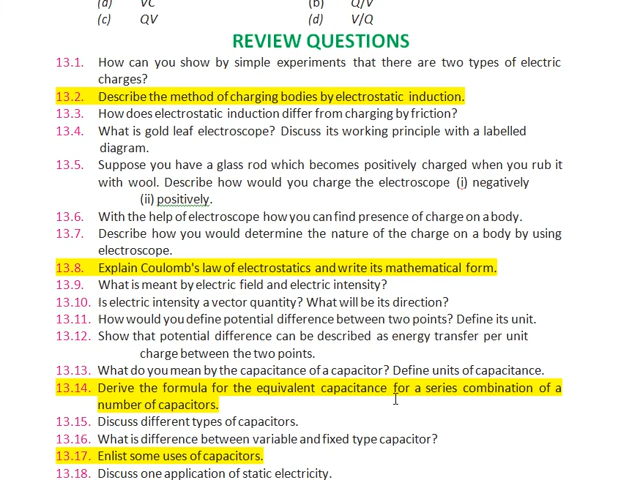 (a) VC (b) Q/V
(c) QV (d) V/Q
REVIEW QUESTIONS
13.1. How can you show by simple experiments that there are two types of electric
charges?
13.2. Describe the method of charging bodies by electrostatic induction.
13.3. How does electrostatic induction differ from charging by friction?
13.4. What is gold leaf electroscope? Discuss its working principle with a labelled
diagram.
13.5. Suppose you have a glass rod which becomes positively charged when you rub it
with wool. Describe how would you charge the electroscope (i) negatively
(ii) positively.
13.6. With the help of electroscope how you can find presence of charge on a body.
13.7. Describe how you would determine the nature of the charge on a body by using
electroscope.
13.8. Explain Coulomb's law of electrostatics and write its mathematical form.
13.9. What is meant by electric field and electric intensity?
13.10. Is electric intensity a vector quantity? What will be its direction?
13.11. How would you define potential difference between two points? Define its unit.
13.12. Show that potential difference can be described as energy transfer per unit
charge between the two points.
13.13. What do you mean by the capacitance of a capacitor? Define units of capacitance.
13.14. Derive the formula for the equivalent capacitance for a series combination of a
number of capacitors.
13.15. Discuss different types of capacitors.
13.16. What is difference between variable and fixed type capacitor?
13.17. Enlist some uses of capacitors.
13.18. Discuss one application of static electricity.